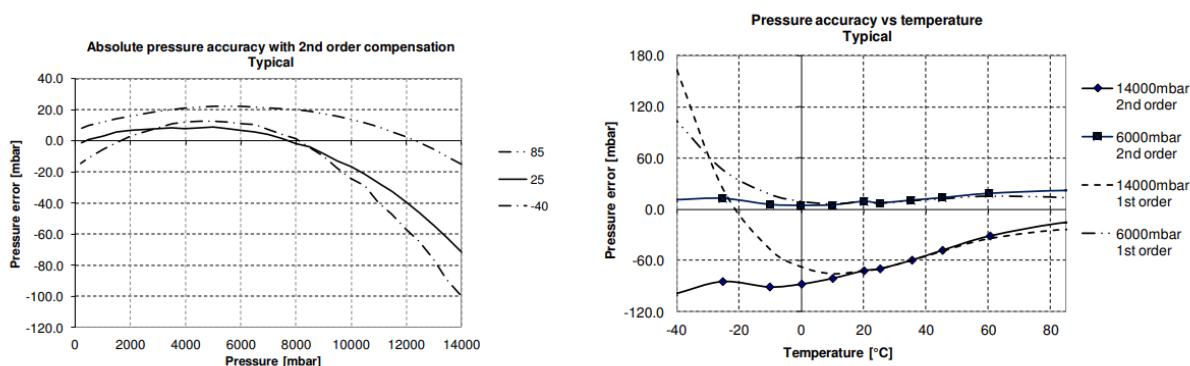 Absolute pressure accuracy with 2nd order compensation
Typical
40.0
20.0
0.0
-20.0
-40.0
-60.0
-80.0
-100.0
-120.0
Pressure error [mbar]
0 2000 4000 6000 8000 10000 12000 14000
Pressure [mbar]
85
25
-40
Pressure accuracy vs temperature
Typical
180.0
120.0
60.0
0.0
-60.0
-120.0
Pressure error [mbar]
-40 -20 0 20 40 60 80
Temperature [°C]
14000mbar
2nd order
6000mbar
2nd order
14000mbar
1st order
6000mbar
1st order